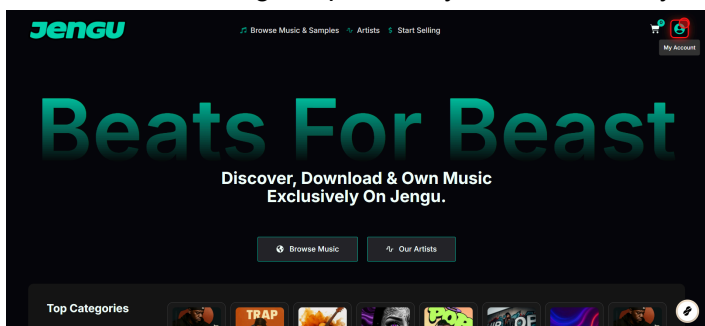 Jengu
Browse Music & Samples Artists $ Start Selling
0
My Account
Beats For Beast
Discover, Download & Own Music
Exclusively On Jengu.
Browse Music Our Artists
Top Categories
TRAP
POP